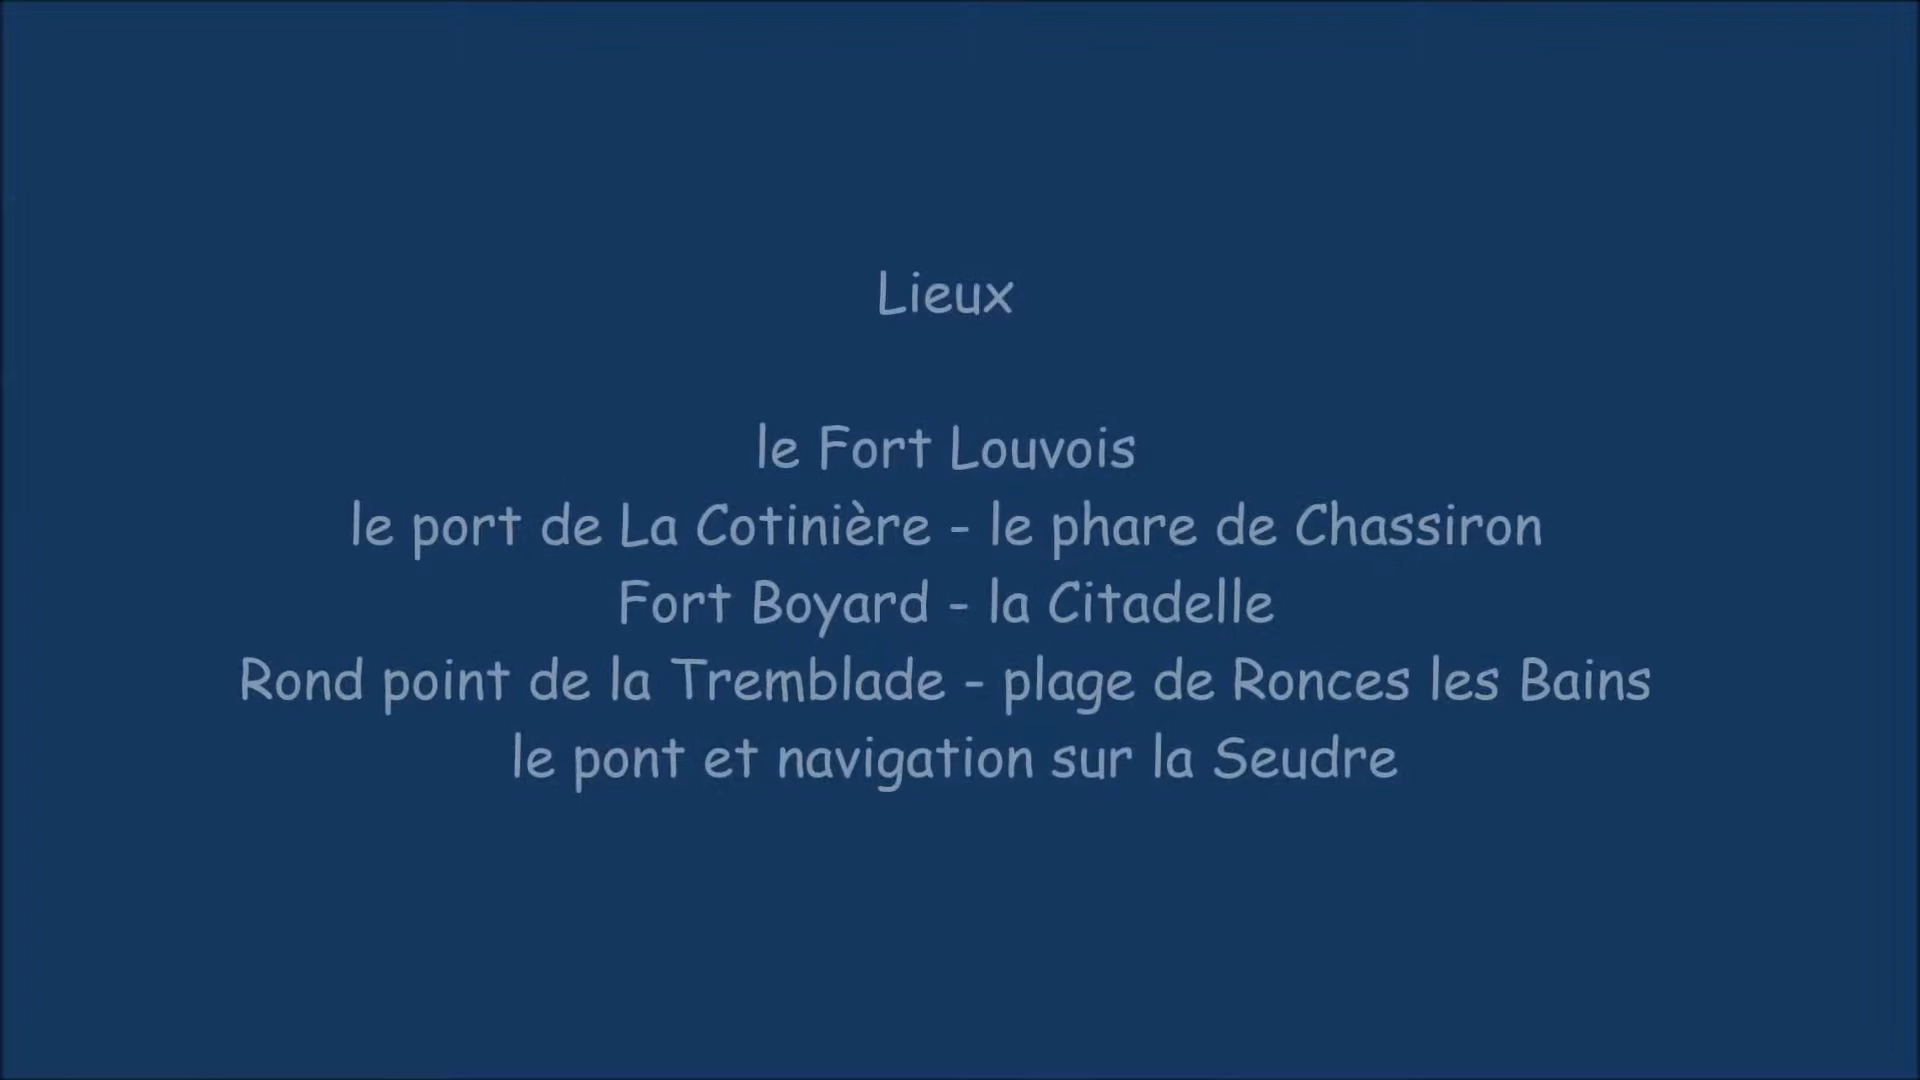 Lieux
le Fort Louvois
le port de La Cotinière - le phare de Chassiron
Fort Boyard - la Citadelle
Rond point de la Tremblade - plage de Ronces les Bains
le pont et navigation sur la Seudre